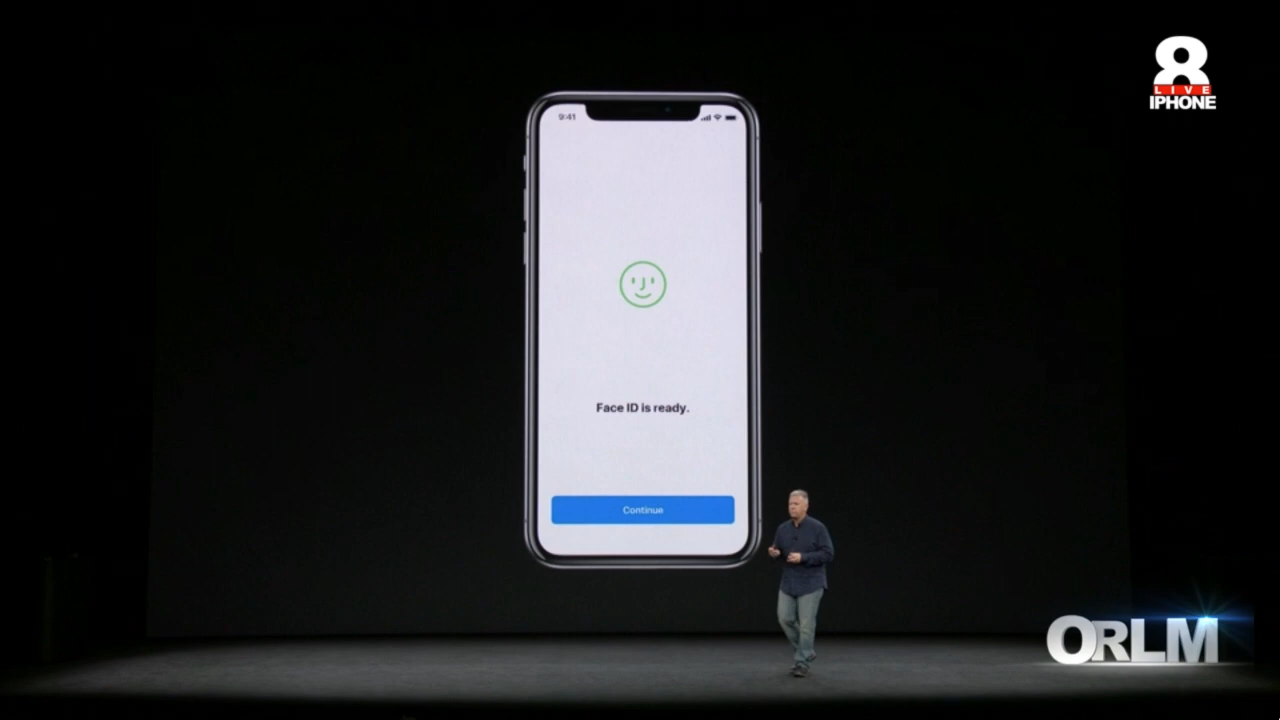 8
LIVE
IPHONE
9:41
Face ID is ready.
Continue
ORLM